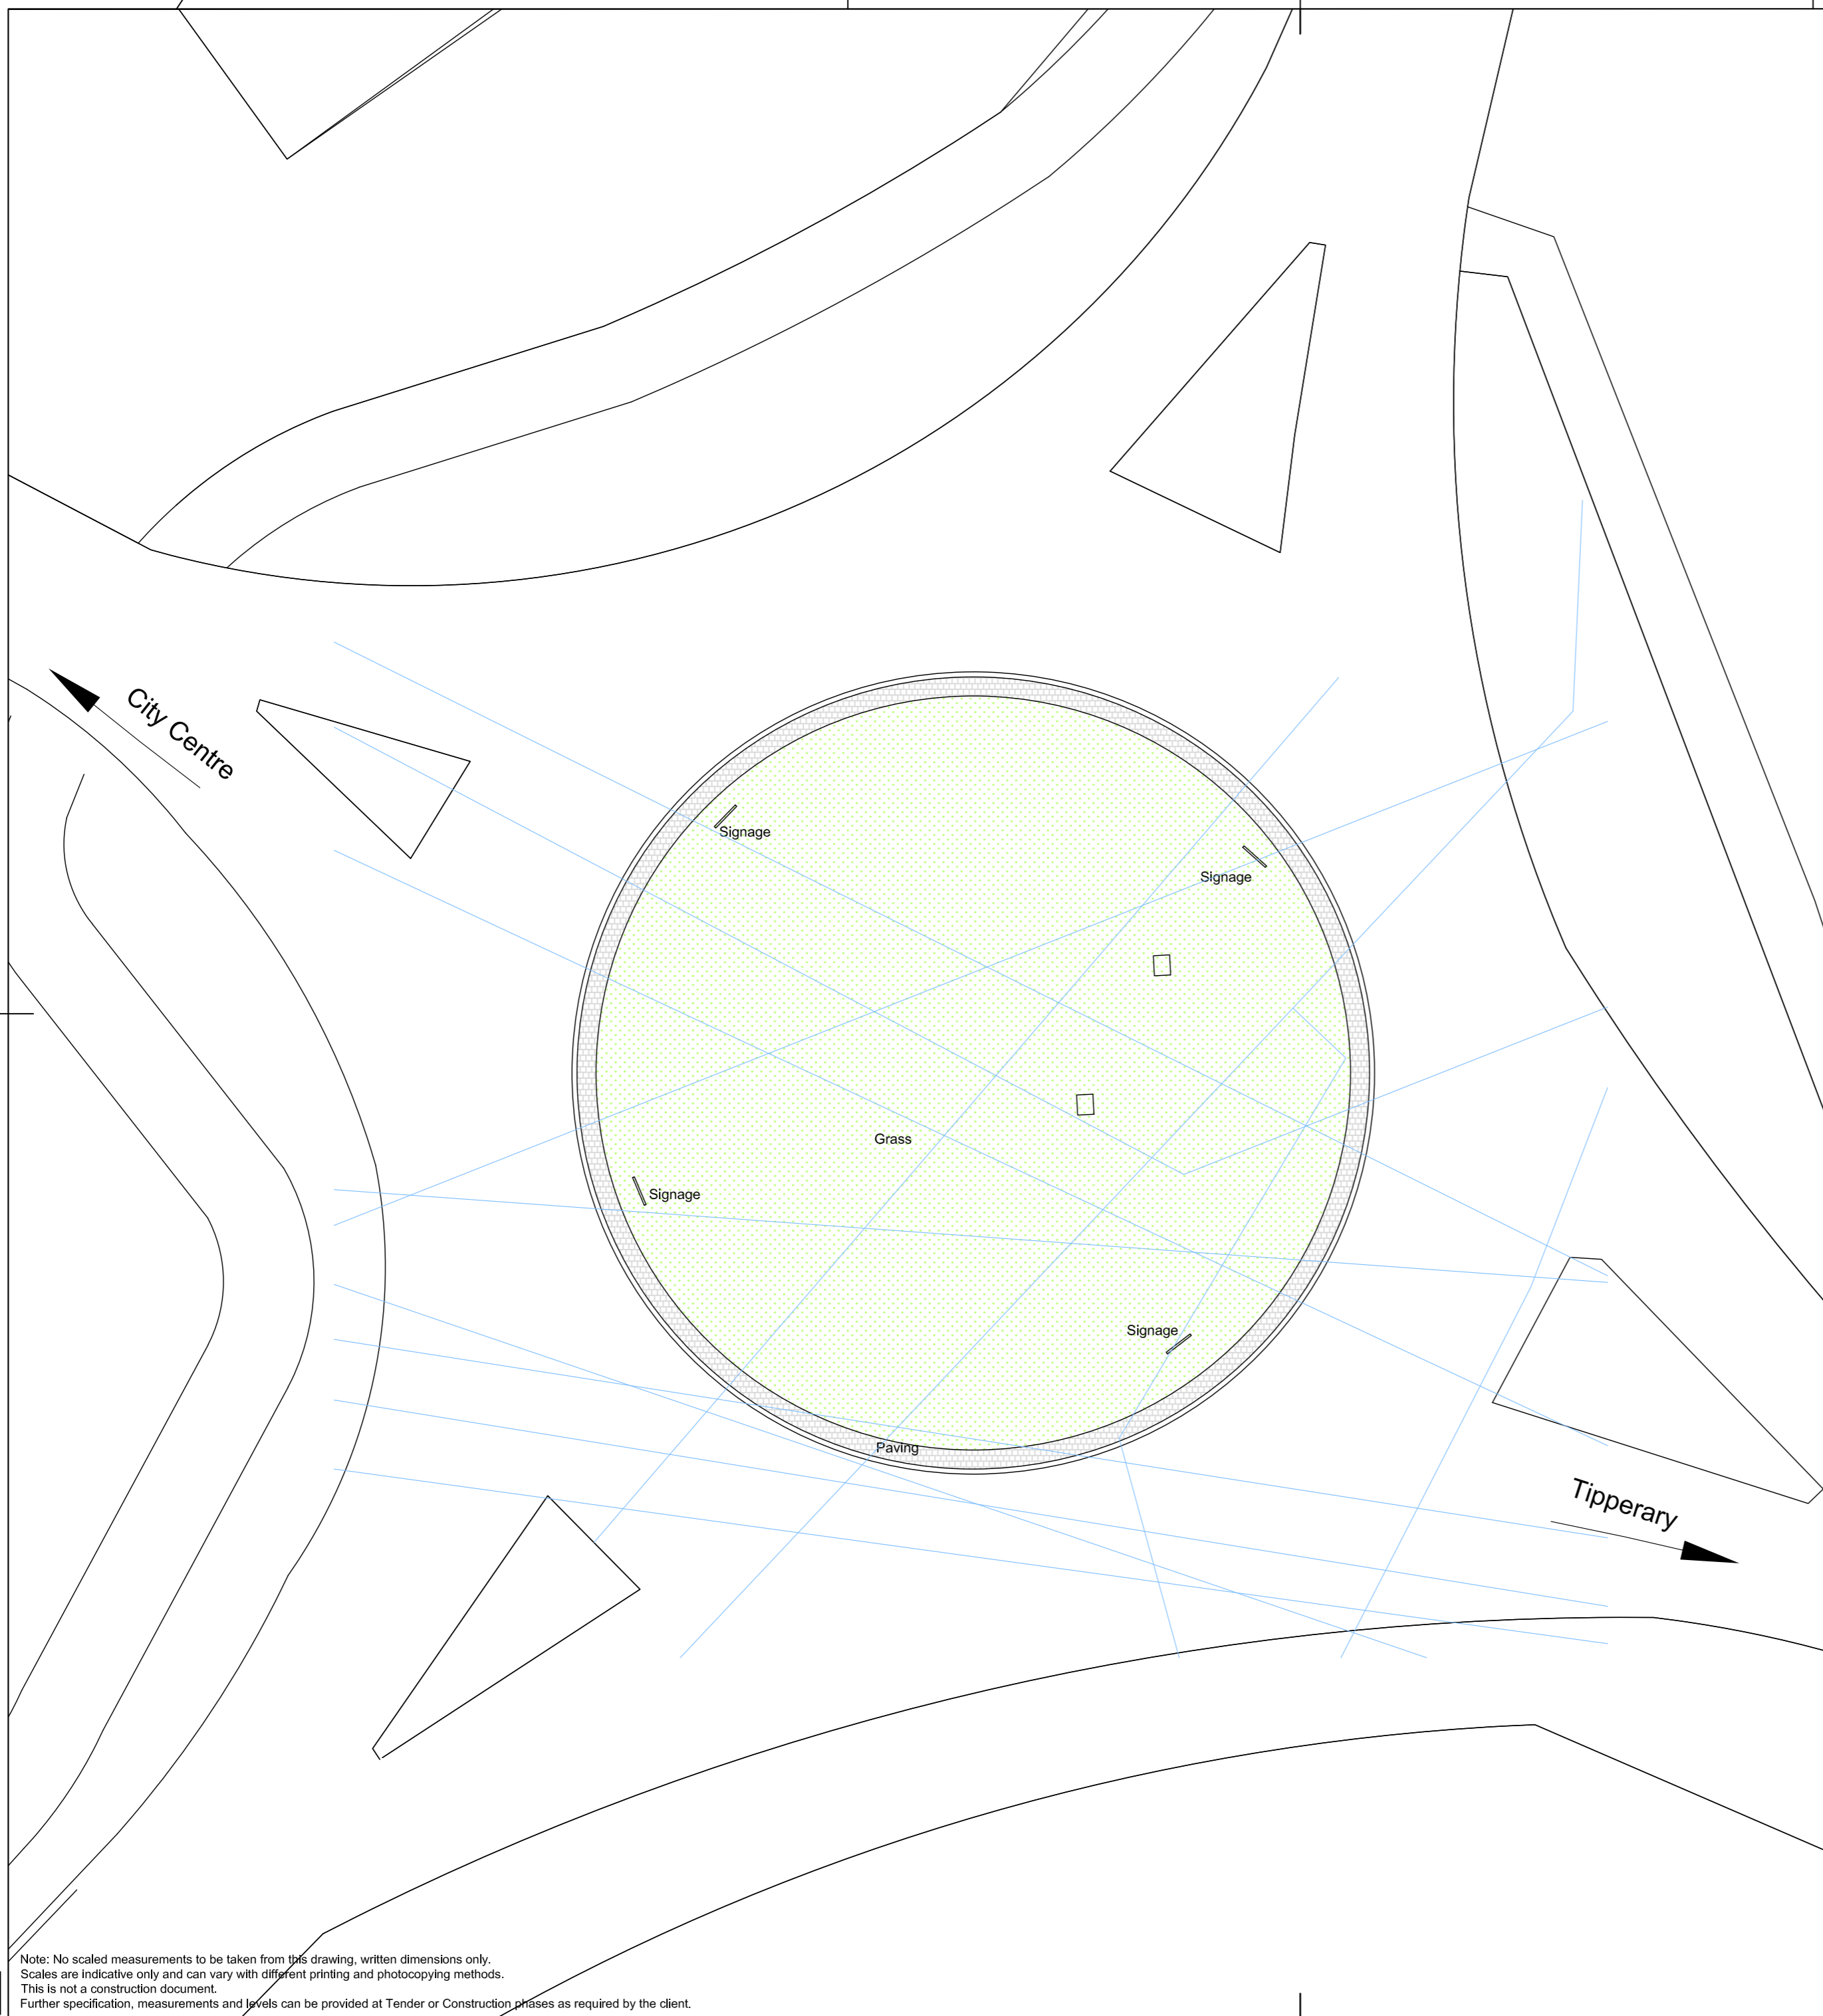 City Centre
Signage
Signage
Grass
Signage
Signage
Paving
Tipperary
Note: No scaled measurements to be taken from this drawing, written dimensions only.
Scales are indicative only and can vary with different printing and photocopying methods.
This is not a construction document.
Further specification, measurements and levels can be provided at Tender or Construction phases as required by the client.